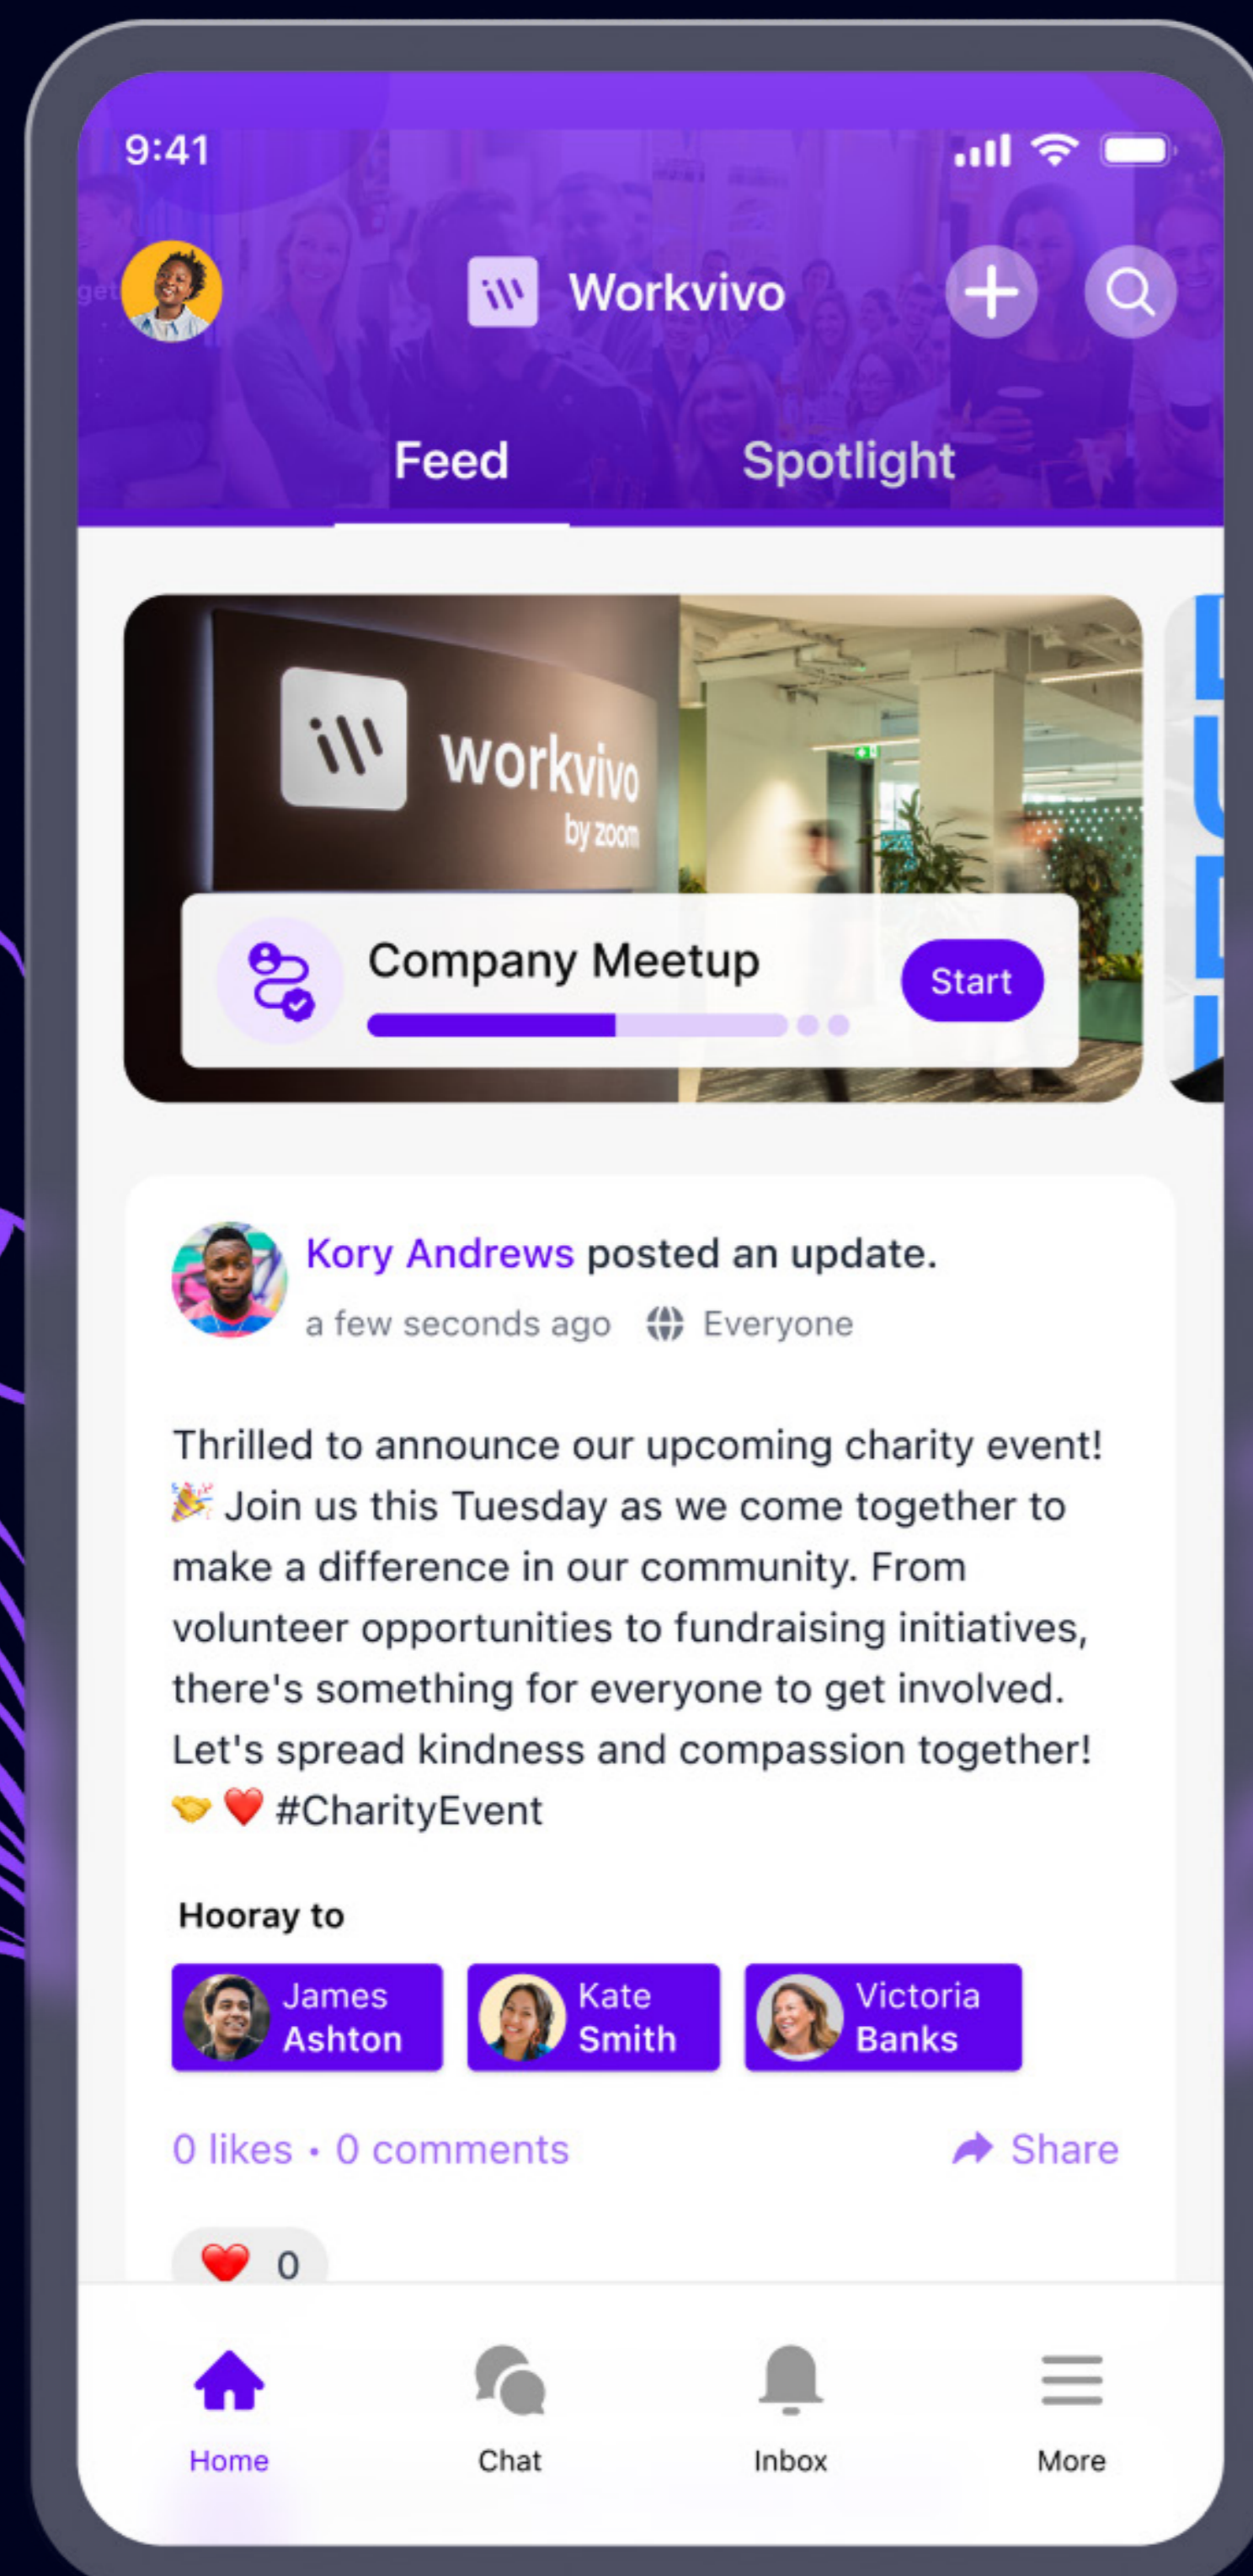 9:41
get
Workvivo
Feed
Spotlight
workvivo
by zoom
Company Meetup
Start
Kory Andrews posted an update.
a few seconds ago Everyone
Thrilled to announce our upcoming charity event!
🎉 Join us this Tuesday as we come together to
make a difference in our community. From
volunteer opportunities to fundraising initiatives,
there's something for everyone to get involved.
Let's spread kindness and compassion together!
🤝 ❤️ #CharityEvent
Hooray to
James
Ashton
Kate
Smith
Victoria
Banks
0 likes • 0 comments
Share
❤️ 0
Home
Chat
Inbox
More